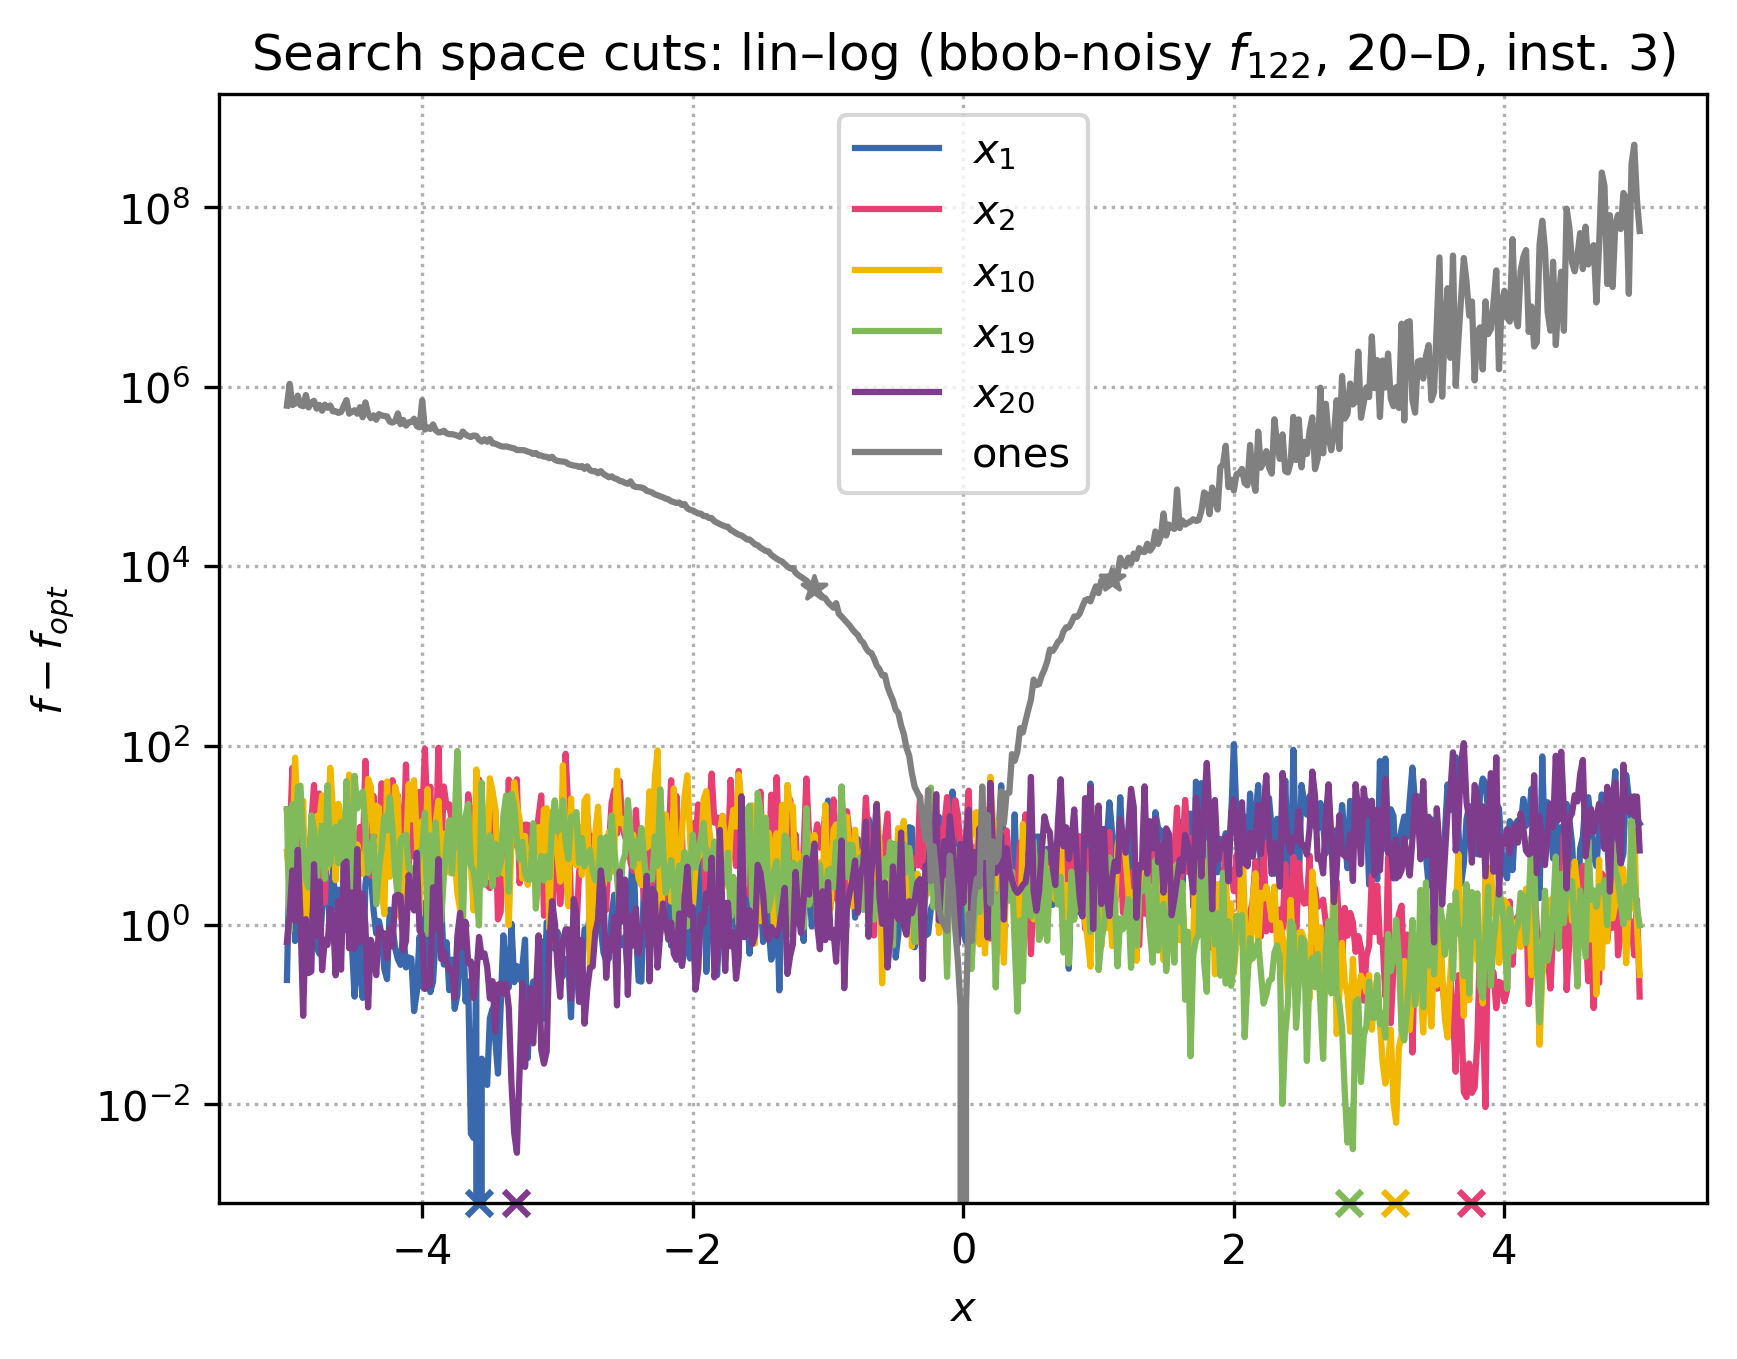 Search space cuts: lin–log (bbob-noisy f122, 20–D, inst. 3)
x1
x2
x10
x19
x20
ones
10^8
10^6
10^4
10^2
10^0
10^−2
f − fopt
−4 −2 0 2 4
x